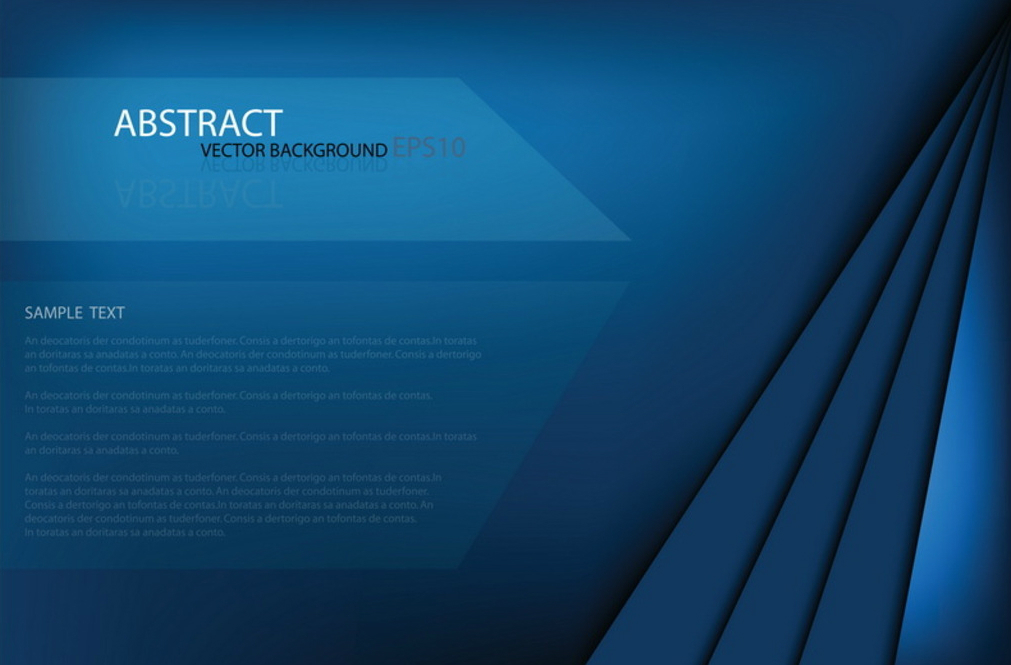 ABSTRACT
VECTOR BACKGROUND EPS10
SAMPLE TEXT
An deocatoris der condotinum as tuderfoner. Consis a dertorigo an tofontas de contas.In toratas
an doritaras sa anadatas a conto. An deocatoris der condotinum as tuderfoner. Consis a dertorigo
an tofontas de contas.In toratas an doritaras sa anadatas a conto.
An deocatoris der condotinum as tuderfoner. Consis a dertorigo an tofontas de contas.
In toratas an doritaras sa anadatas a conto.
An deocatoris der condotinum as tuderfoner. Consis a dertorigo an tofontas de contas.In toratas
an doritaras sa anadatas a conto.
An deocatoris der condotinum as tuderfoner. Consis a dertorigo an tofontas de contas.In
toratas an doritaras sa anadatas a conto. An deocatoris der condotinum as tuderfoner.
Consis a dertorigo an tofontas de contas.In toratas an doritaras sa anadatas a conto. An
deocatoris der condotinum as tuderfoner. Consis a dertorigo an tofontas de contas.
In toratas an doritaras sa anadatas a conto.